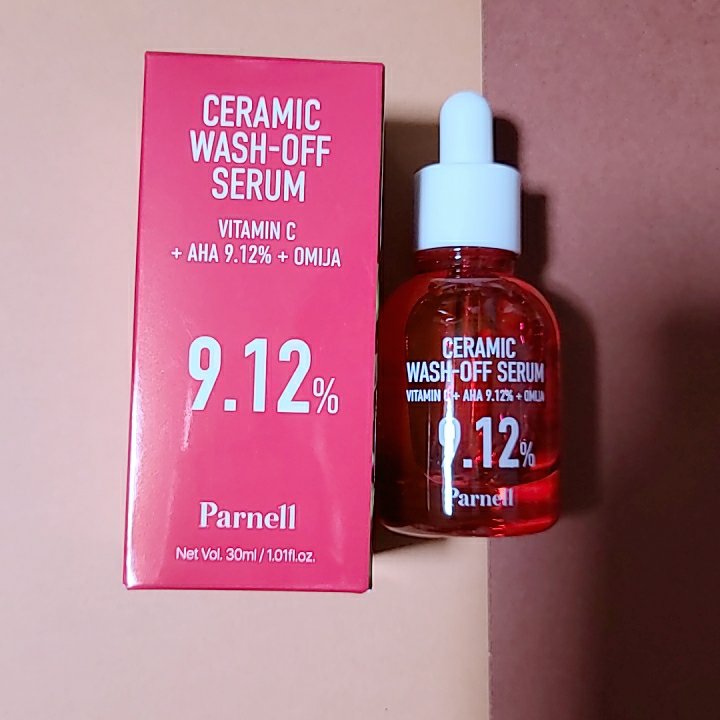 CERAMIC
WASH-OFF
SERUM
VITAMIN C
+ AHA 9.12% + OMIJA
9.12%
Parnell
Net Vol. 30ml / 1.01fl.oz.
CERAMIC
WASH-OFF SERUM
VITAMIN C + AHA 9.12% + OMIJA
9.12%
Parnell